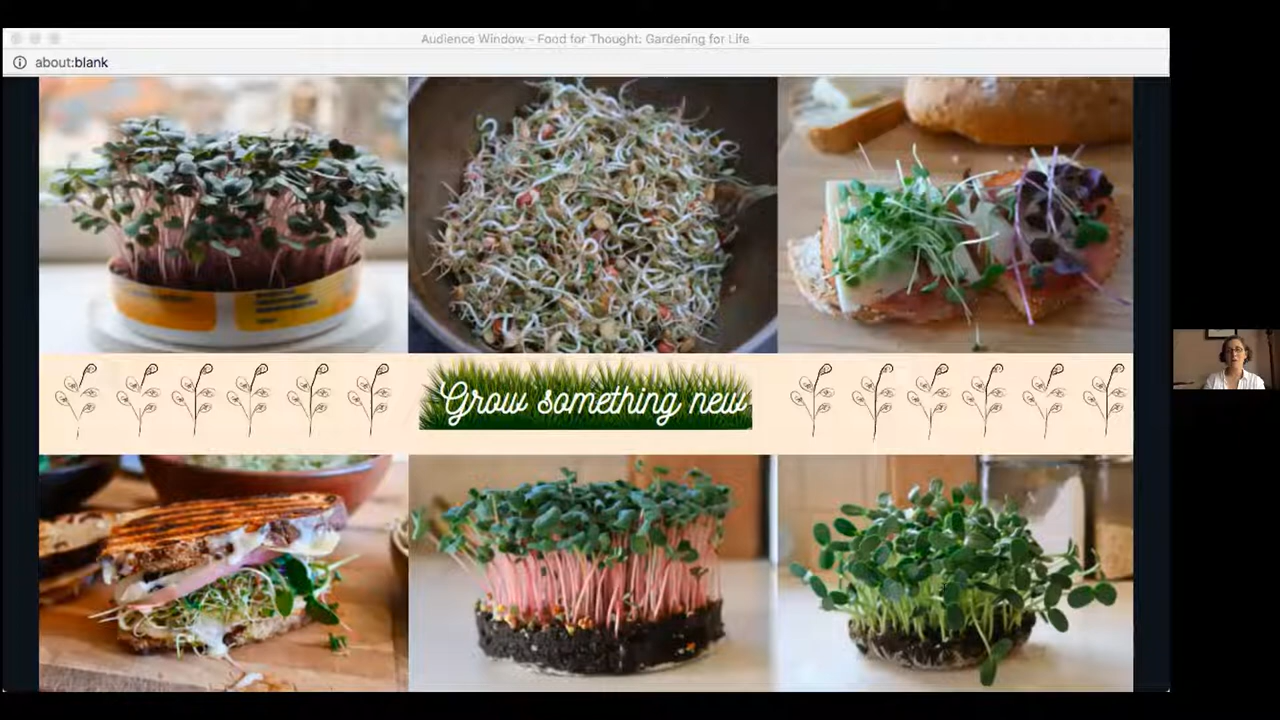 Audience Window - Food for Thought: Gardening for Life
about:blank
Grow something new